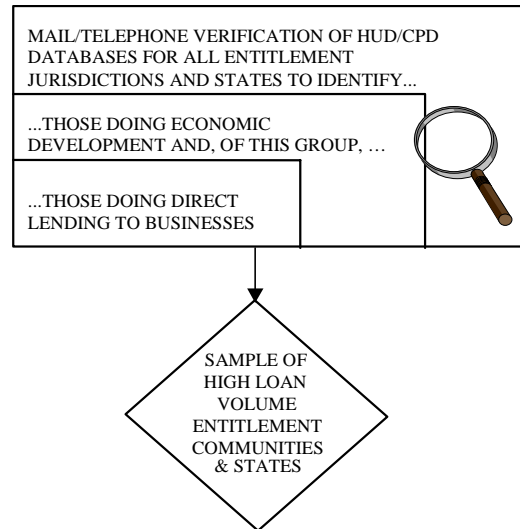 MAIL/TELEPHONE VERIFICATION OF HUD/CPD
DATABASES FOR ALL ENTITLEMENT
JURISDICTIONS AND STATES TO IDENTIFY...
...THOSE DOING ECONOMIC
DEVELOPMENT AND, OF THIS GROUP, …
...THOSE DOING DIRECT
LENDING TO BUSINESSES
SAMPLE OF
HIGH LOAN
VOLUME
ENTITLEMENT
COMMUNITIES
& STATES